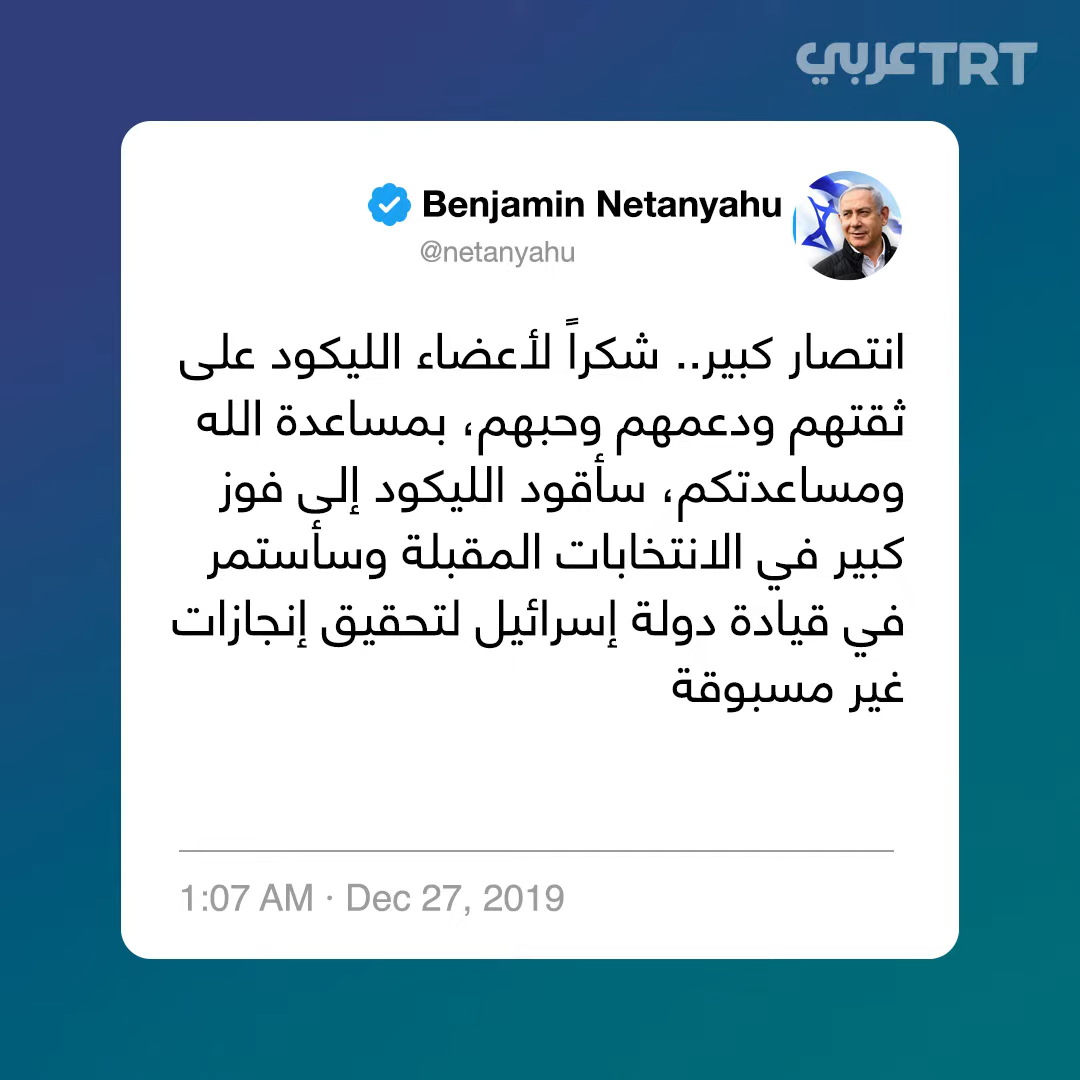 TRT عربي
Benjamin Netanyahu
@netanyahu
انتصار كبير.. شكراً لأعضاء الليكود على
ثقتهم ودعمهم وحبهم، بمساعدة الله
ومساعدتكم، سأقود الليكود إلى فوز
كبير في الانتخابات المقبلة وسأستمر
في قيادة دولة إسرائيل لتحقيق إنجازات
غير مسبوقة
1:07 AM · Dec 27, 2019